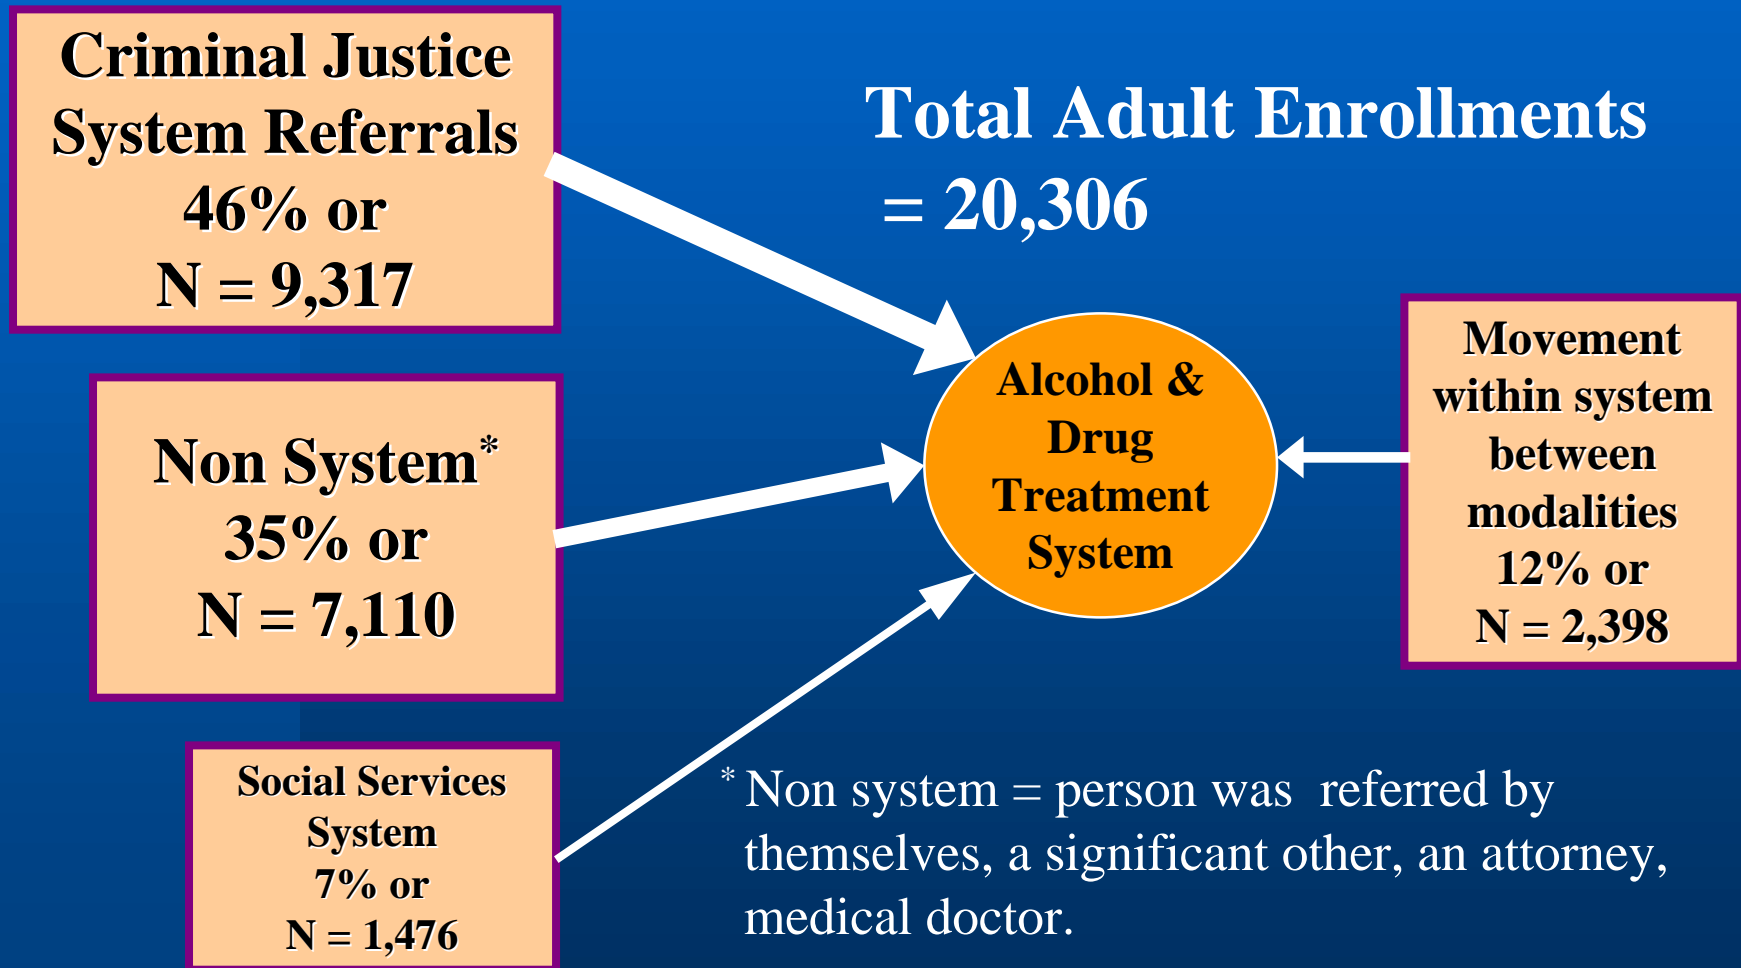 Criminal Justice
System Referrals
46% or
N = 9,317
Total Adult Enrollments
= 20,306
Non System*
35% or
N = 7,110
Alcohol &
Drug
Treatment
System
Movement
within system
between
modalities
12% or
N = 2,398
Social Services
System
7% or
N = 1,476
* Non system = person was  referred by
themselves, a significant other, an attorney,
medical doctor.